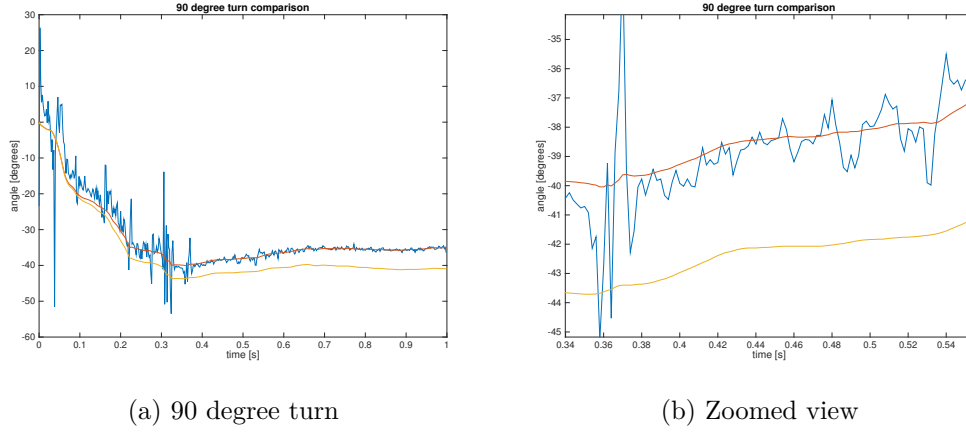 90 degree turn comparison
30
20
10
0
-10
-20
-30
-40
-50
-60
angle [degrees]
0 0.1 0.2 0.3 0.4 0.5 0.6 0.7 0.8 0.9 1
time [s]
(a) 90 degree turn
90 degree turn comparison
-35
-36
-37
-38
-39
-40
-41
-42
-43
-44
-45
angle [degrees]
0.34 0.36 0.38 0.4 0.42 0.44 0.46 0.48 0.5 0.52 0.54
time [s]
(b) Zoomed view